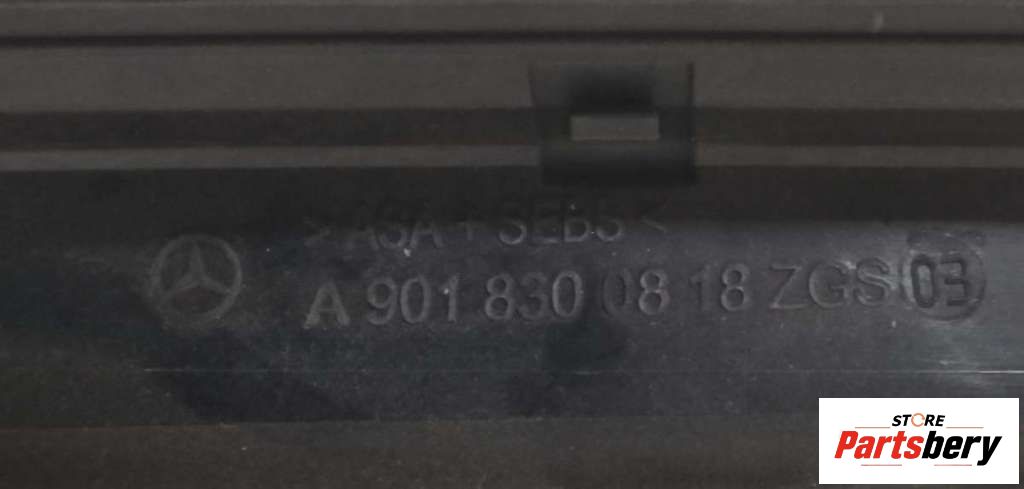 >ASA+SEBS<
A 901 830 08 18 ZGS 03
STORE
Partsbery